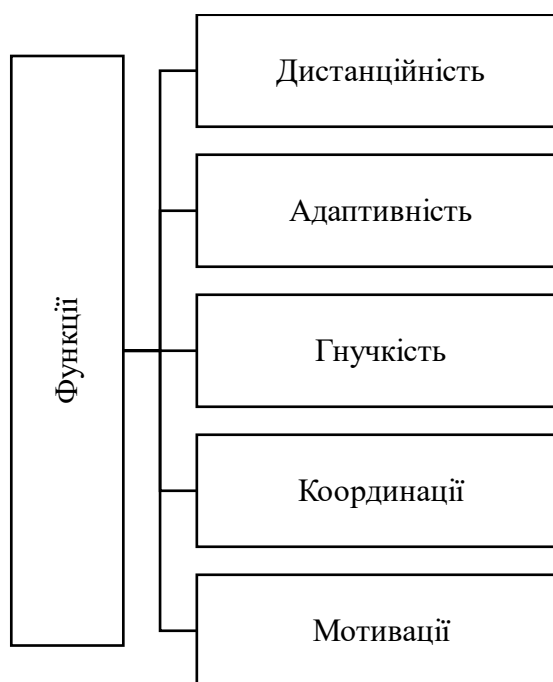 Функції
Дистанційність
Адаптивність
Гнучкість
Координації
Мотивації